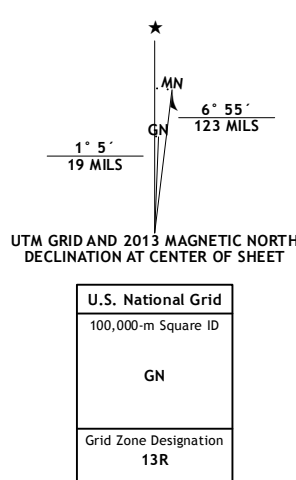 ★
MN
GN
6° 55´
123 MILS
1° 5´
19 MILS
UTM GRID AND 2013 MAGNETIC NORTH
DECLINATION AT CENTER OF SHEET
U.S. National Grid
100,000-m Square ID
GN
Grid Zone Designation
13R